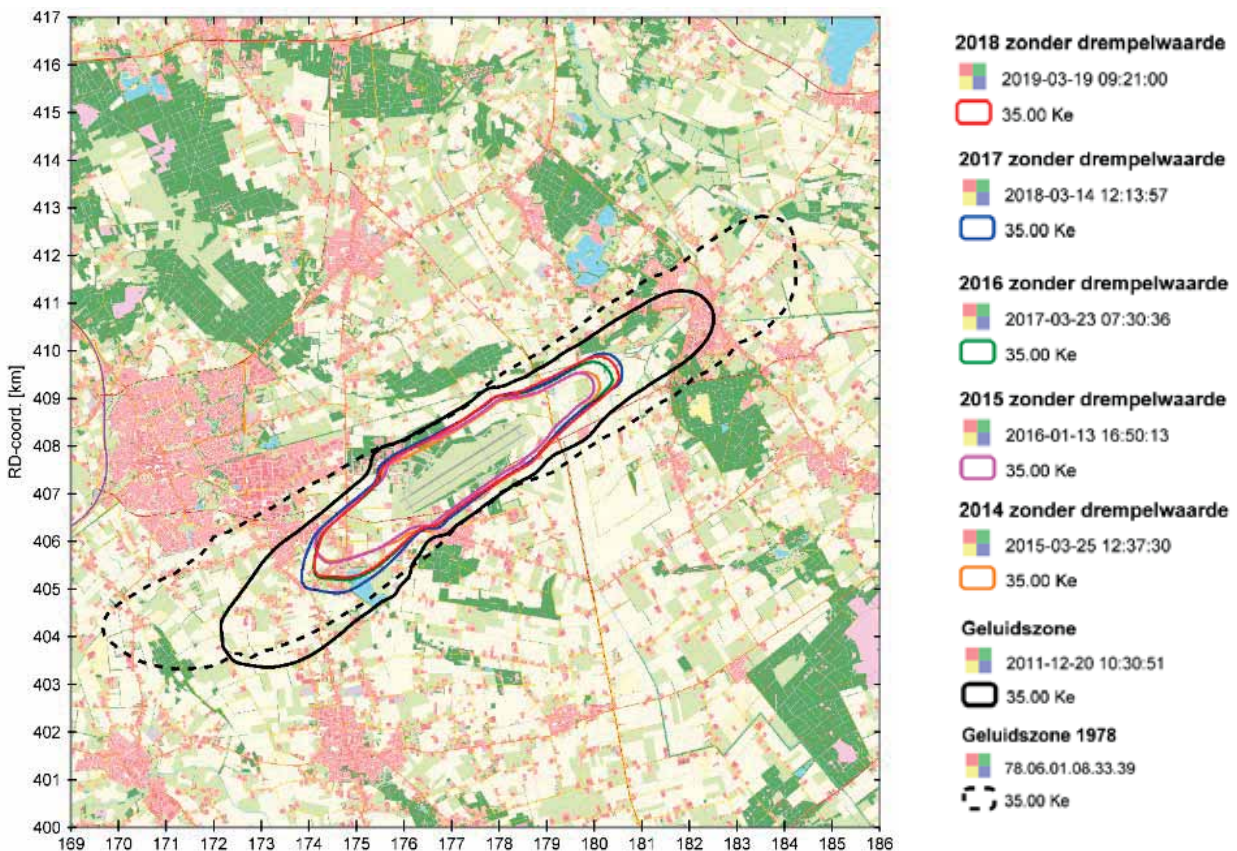 417
416
415
414
413
412
411
410
409
408
407
406
405
404
403
402
401
400
RD-coord. [km]
169 170 171 172 173 174 175 176 177 178 179 180 181 182 183 184 185 186
2018 zonder drempelwaarde
2019-03-19 09:21:00
35.00 Ke
2017 zonder drempelwaarde
2018-03-14 12:13:57
35.00 Ke
2016 zonder drempelwaarde
2017-03-23 07:30:36
35.00 Ke
2015 zonder drempelwaarde
2016-01-13 16:50:13
35.00 Ke
2014 zonder drempelwaarde
2015-03-25 12:37:30
35.00 Ke
Geluidszone
2011-12-20 10:30:51
35.00 Ke
Geluidszone 1978
78.06.01.08.33.39
35.00 Ke